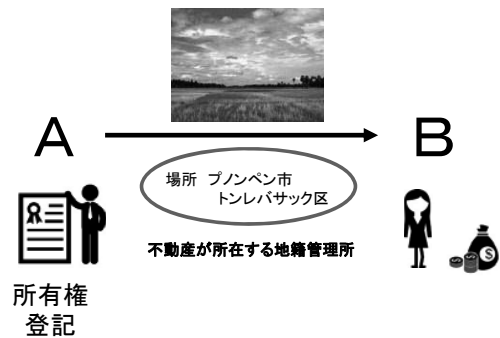 A
B
場所 プノンペン市
トンレバサック区
不動産が所在する地籍管理所
所有権
登記
$